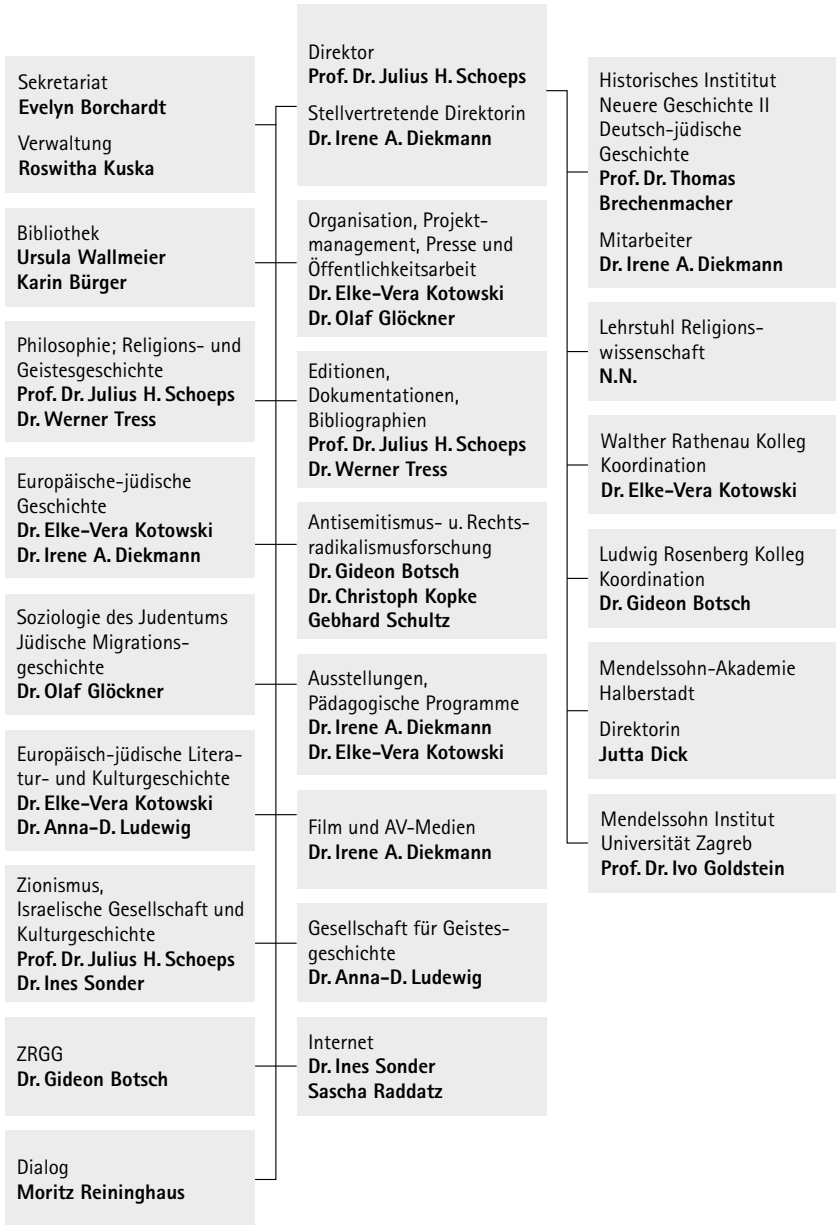 Direktor
Prof. Dr. Julius H. Schoeps
Stellvertretende Direktorin
Dr. Irene A. Diekmann
Sekretariat
Evelyn Borchardt
Verwaltung
Roswitha Kuska
Bibliothek
Ursula Wallmeier
Karin Bürger
Philosophie; Religions- und
Geistesgeschichte
Prof. Dr. Julius H. Schoeps
Dr. Werner Tress
Europäische-jüdische
Geschichte
Dr. Elke-Vera Kotowski
Dr. Irene A. Diekmann
Soziologie des Judentums
Jüdische Migrations-
geschichte
Dr. Olaf Glöckner
Europäisch-jüdische Litera-
tur- und Kulturgeschichte
Dr. Elke-Vera Kotowski
Dr. Anna-D. Ludewig
Zionismus,
Israelische Gesellschaft und
Kulturgeschichte
Prof. Dr. Julius H. Schoeps
Dr. Ines Sonder
ZRGG
Dr. Gideon Botsch
Dialog
Moritz Reininghaus
Organisation, Projekt-
management, Presse und
Öffentlichkeitsarbeit
Dr. Elke-Vera Kotowski
Dr. Olaf Glöckner
Editionen,
Dokumentationen,
Bibliographien
Prof. Dr. Julius H. Schoeps
Dr. Werner Tress
Antisemitismus- u. Rechts-
radikalismusforschung
Dr. Gideon Botsch
Dr. Christoph Kopke
Gebhard Schultz
Ausstellungen,
Pädagogische Programme
Dr. Irene A. Diekmann
Dr. Elke-Vera Kotowski
Film und AV-Medien
Dr. Irene A. Diekmann
Gesellschaft für Geistes-
geschichte
Dr. Anna-D. Ludewig
Internet
Dr. Ines Sonder
Sascha Raddatz
Historisches Instititut
Neuere Geschichte II
Deutsch-jüdische
Geschichte
Prof. Dr. Thomas
Brechenmacher
Mitarbeiter
Dr. Irene A. Diekmann
Lehrstuhl Religions-
wissenschaft
N.N.
Walther Rathenau Kolleg
Koordination
Dr. Elke-Vera Kotowski
Ludwig Rosenberg Kolleg
Koordination
Dr. Gideon Botsch
Mendelssohn-Akademie
Halberstadt
Direktorin
Jutta Dick
Mendelssohn Institut
Universität Zagreb
Prof. Dr. Ivo Goldstein